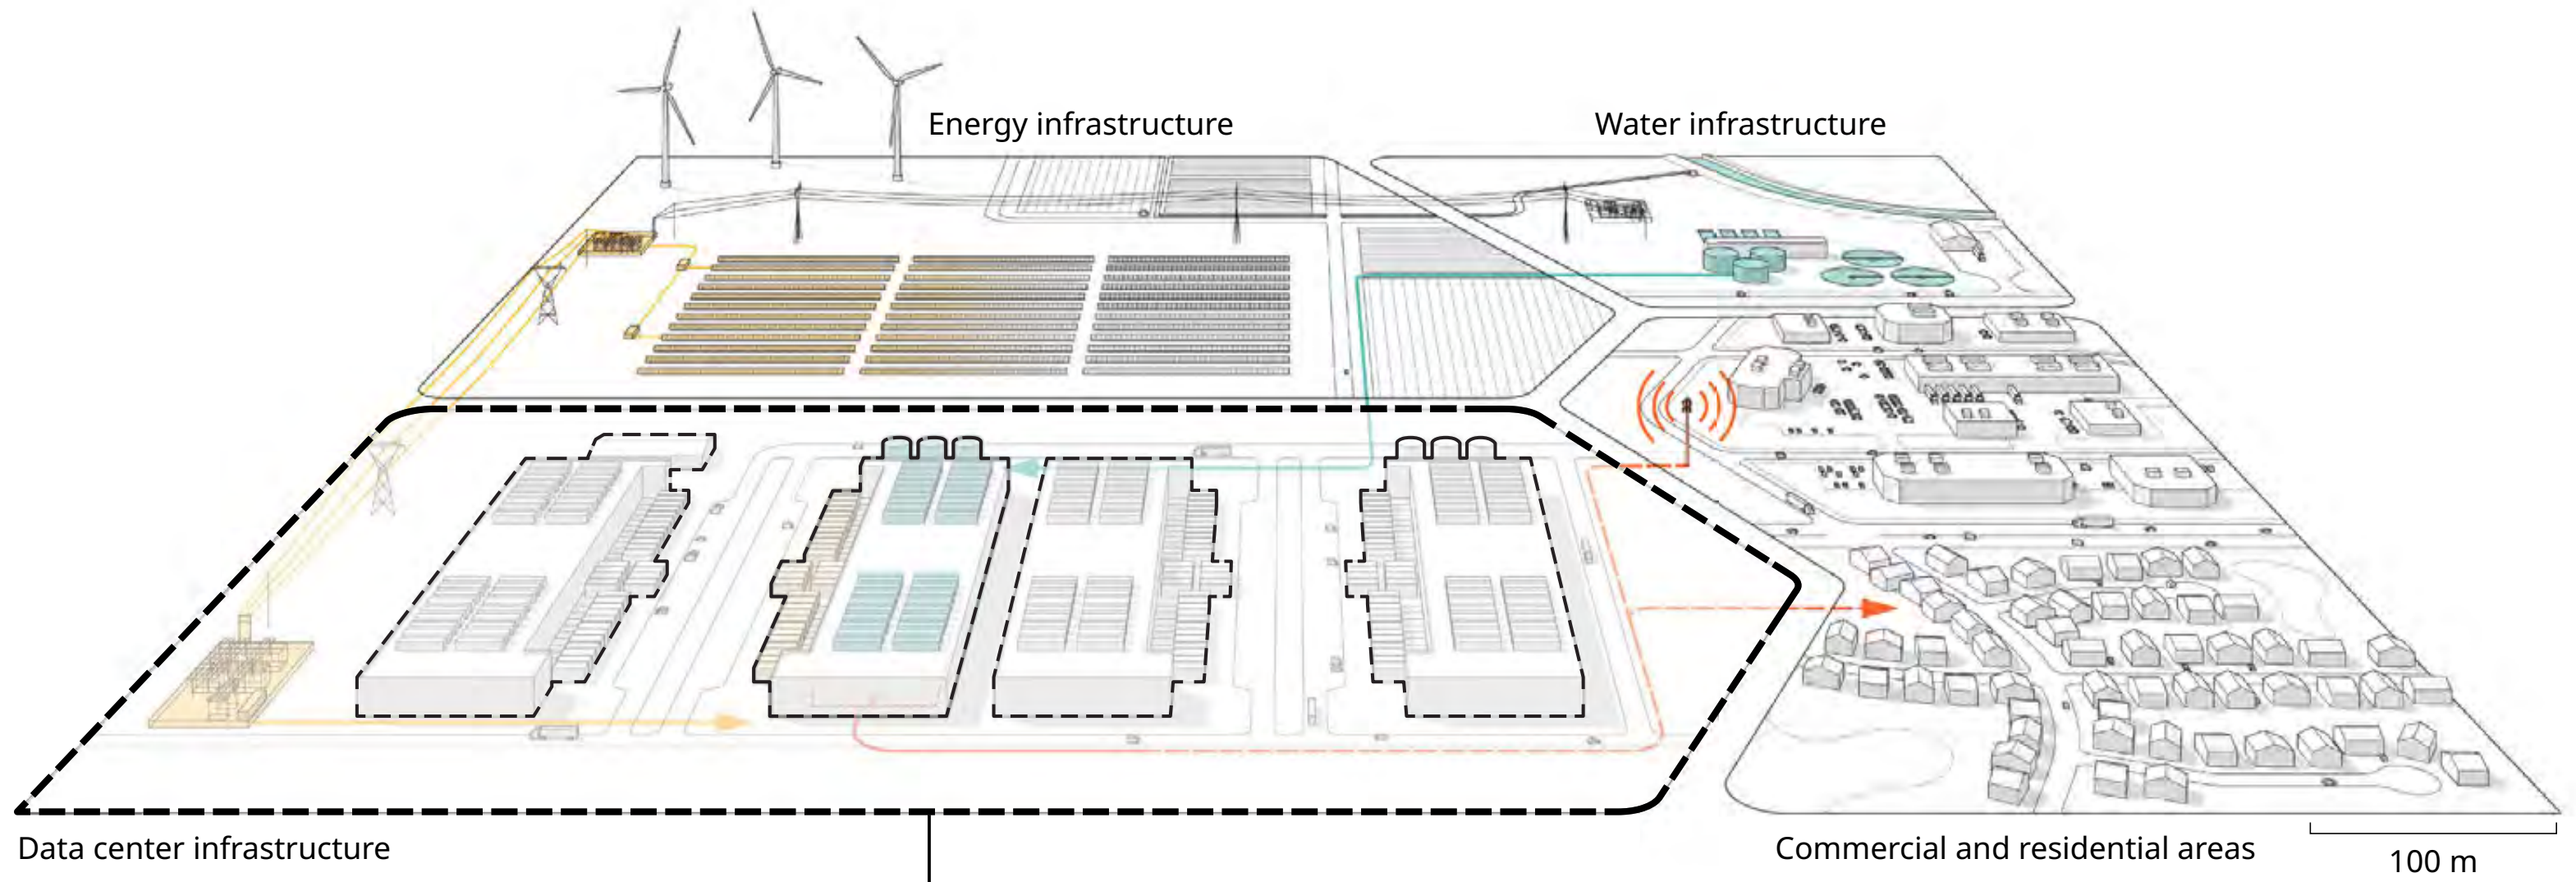 Energy infrastructure
Water infrastructure
Data center infrastructure
Commercial and residential areas
100 m